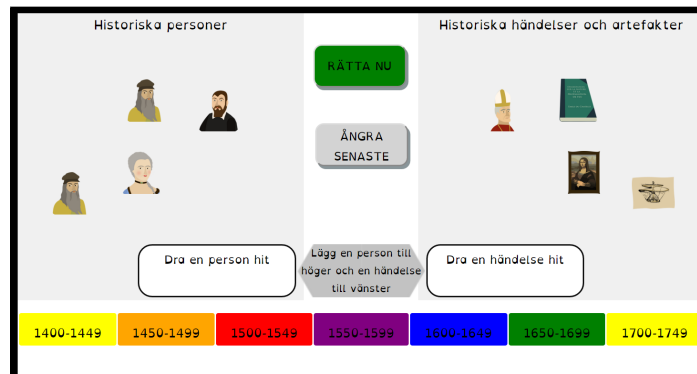 Historiska personer
Historiska händelser och artefakter
RÄTTA NU
ÅNGRA
SENASTE
Dra en person hit
Lägg en person till
höger och en händelse
till vänster
Dra en händelse hit
1400-1449
1450-1499
1500-1549
1550-1599
1600-1649
1650-1699
1700-1749